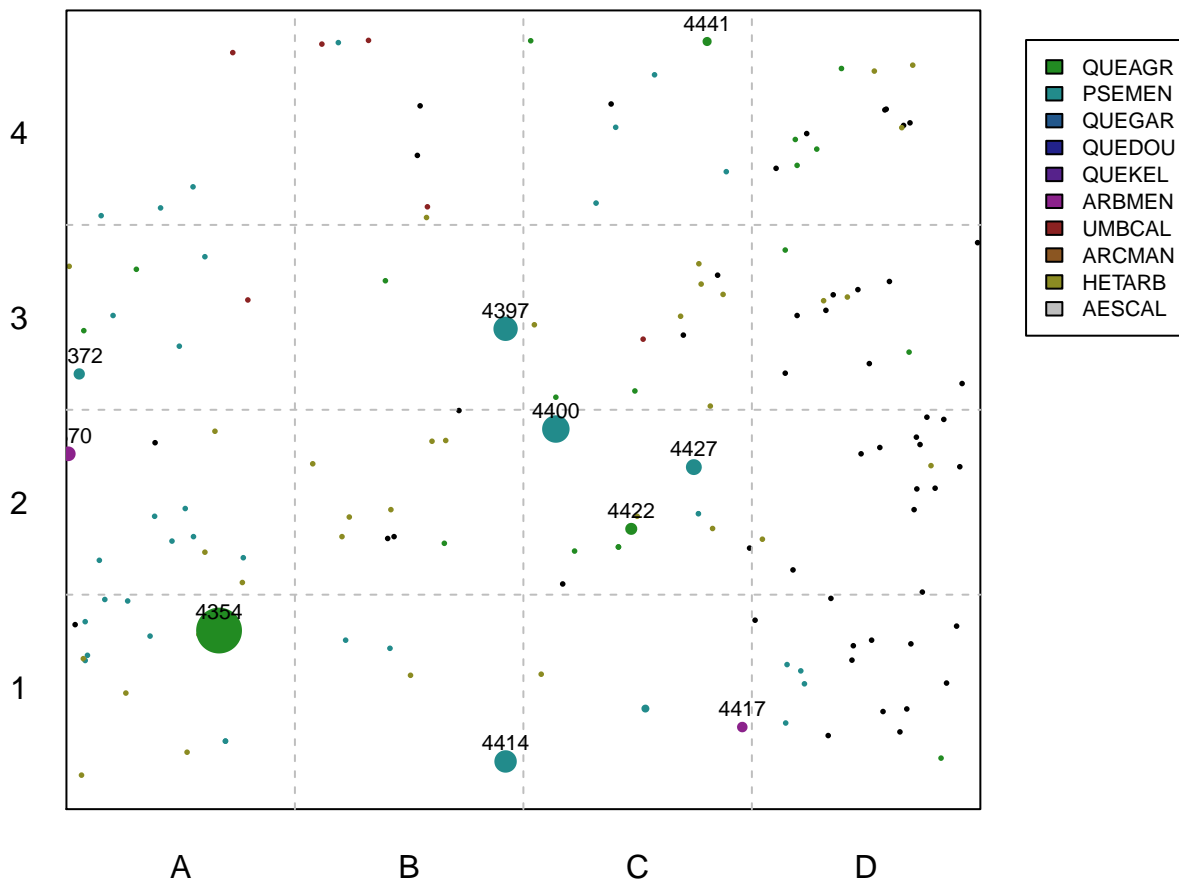 4441
QUEAGR
PSEMEN
QUEGAR
QUEDOU
QUEKEL
ARBMEN
UMBCAL
ARCMAN
HETARB
AESCAL
4
3
2
1
4397
372
4400
70
4427
4422
4354
4417
4414
A B C D